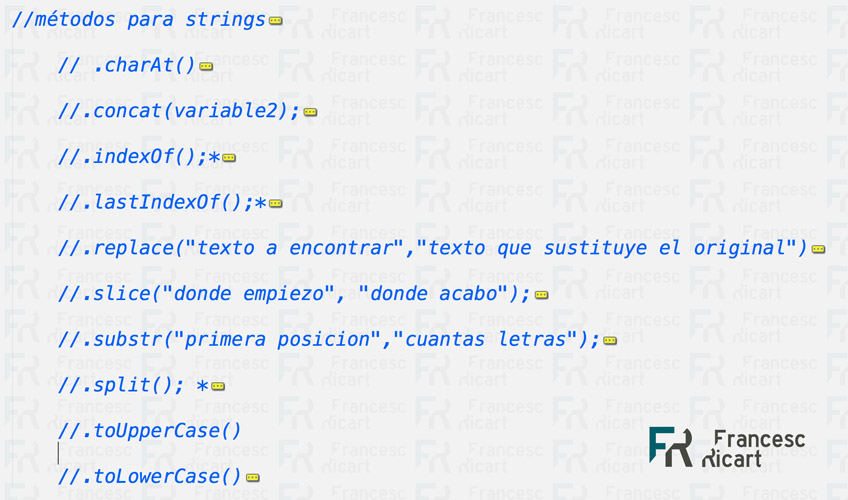 //métodos para strings
// .charAt()
//.concat(variable2);
//.indexOf();*
//.lastIndexOf();*
//.replace("texto a encontrar","texto que sustituye el original")
//.slice("donde empiezo", "donde acabo");
//.substr("primera posicion","cuantas letras");
//.split(); *
//.toUpperCase()
//.toLowerCase()
FR Francesc
Ricart